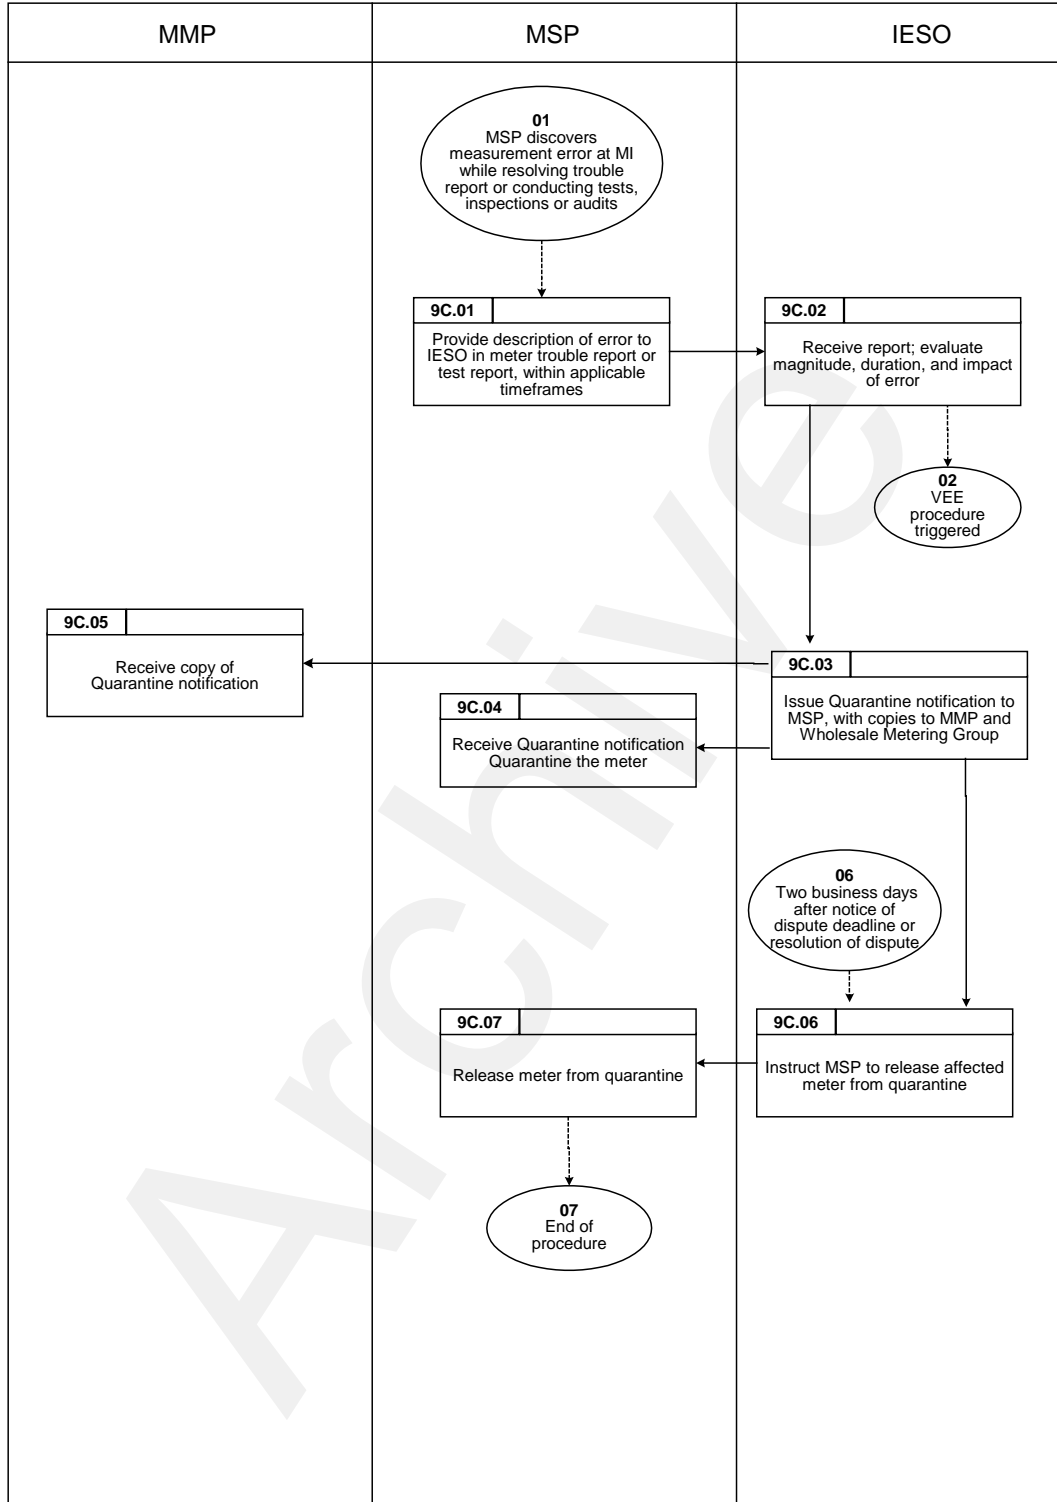 MMP
MSP
IESO
01
MSP discovers
measurement error at MI
while resolving trouble
report or conducting tests,
inspections or audits
9C.01
Provide description of error to
IESO in meter trouble report or
test report, within applicable
timeframes
9C.02
Receive report; evaluate
magnitude, duration, and impact
of error
02
VEE
procedure
triggered
9C.05
Receive copy of
Quarantine notification
9C.03
Issue Quarantine notification to
MSP, with copies to MMP and
Wholesale Metering Group
9C.04
Receive Quarantine notification
Quarantine the meter
06
Two business days
after notice of
dispute deadline or
resolution of dispute
9C.07
Release meter from quarantine
9C.06
Instruct MSP to release affected
meter from quarantine
07
End of
procedure
Archive